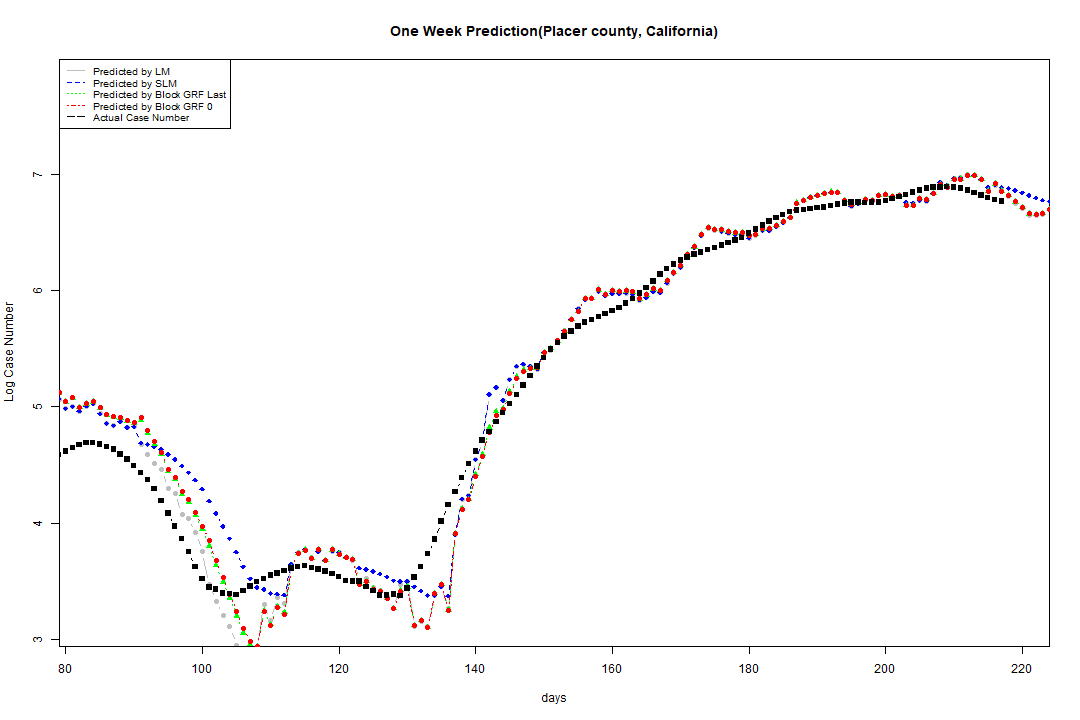 One Week Prediction(Placer county, California)
Predicted by LM
Predicted by SLM
Predicted by Block GRF Last
Predicted by Block GRF 0
Actual Case Number
7
6
5
4
3
Log Case Number
80 100 120 140 160 180 200 220
days